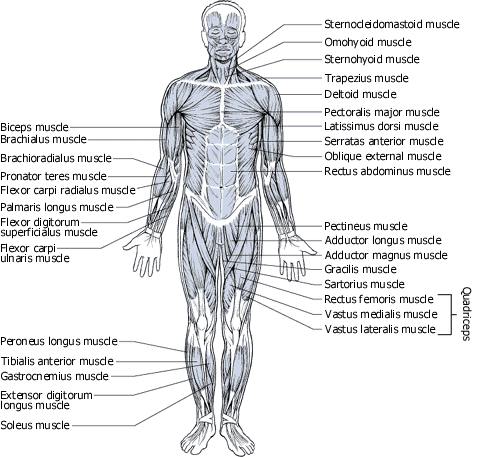 Sternocleidomastoid muscle
Omohyoid muscle
Sternohyoid muscle
Trapezius muscle
Deltoid muscle
Pectoralis major muscle
Latissimus dorsi muscle
Serratas anterior muscle
Oblique external muscle
Rectus abdominus muscle
Biceps muscle
Brachialus muscle
Brachioradialus muscle
Pronator teres muscle
Flexor carpi radialus muscle
Palmaris longus muscle
Flexor digitorum
superficialus muscle
Flexor carpi
ulnaris muscle
Pectineus muscle
Adductor longus muscle
Adductor magnus muscle
Gracilis muscle
Sartorius muscle
Rectus femoris muscle
Vastus medialis muscle
Vastus lateralis muscle
Quadriceps
Peroneus longus muscle
Tibialis anterior muscle
Gastrocnemius muscle
Extensor digitorum
longus muscle
Soleus muscle